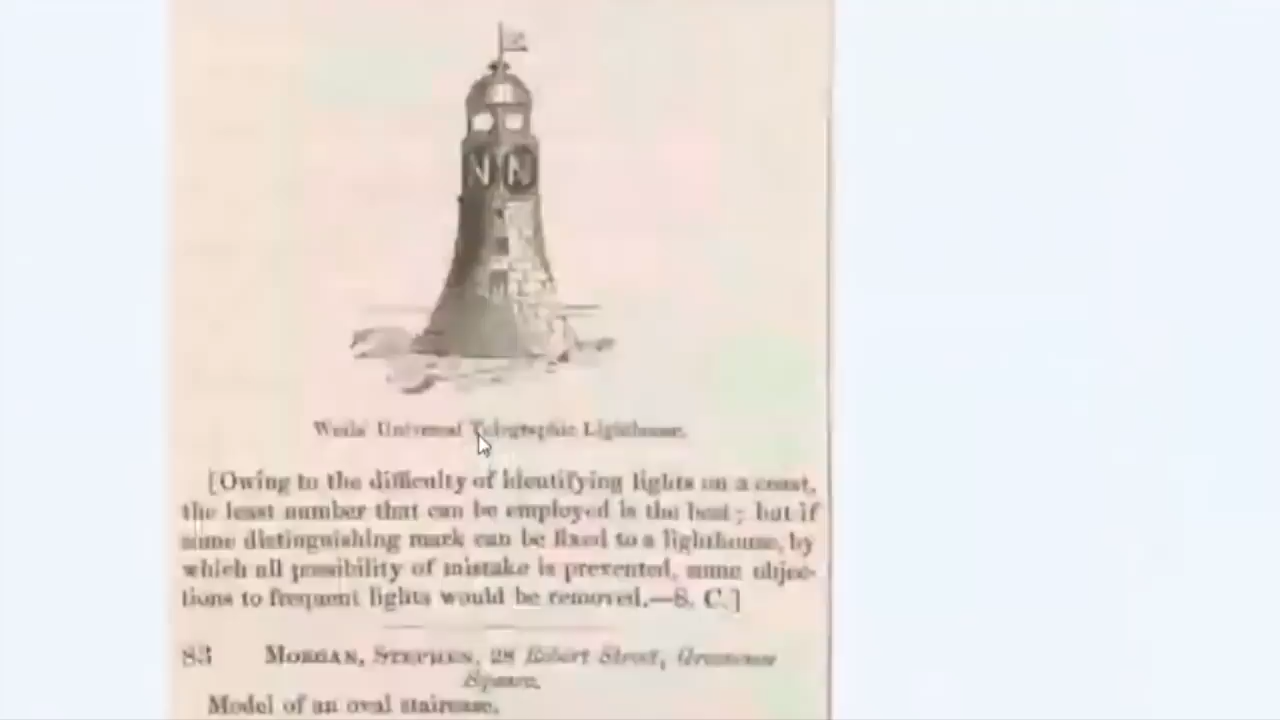 N N
Wells' Universal Telegraphic Lighthouse.
[Owing to the difficulty of identifying lights on a coast,
the least number that can be employed is the best; but if
some distinguishing mark can be fixed to a lighthouse, by
which all possibility of mistake is prevented, some objec-
tions to frequent lights would be removed.—S. C.]
83 MORGAN, STEPHEN, 28 Robert Street, Grosvenor
Square.
Model of an oval staircase.